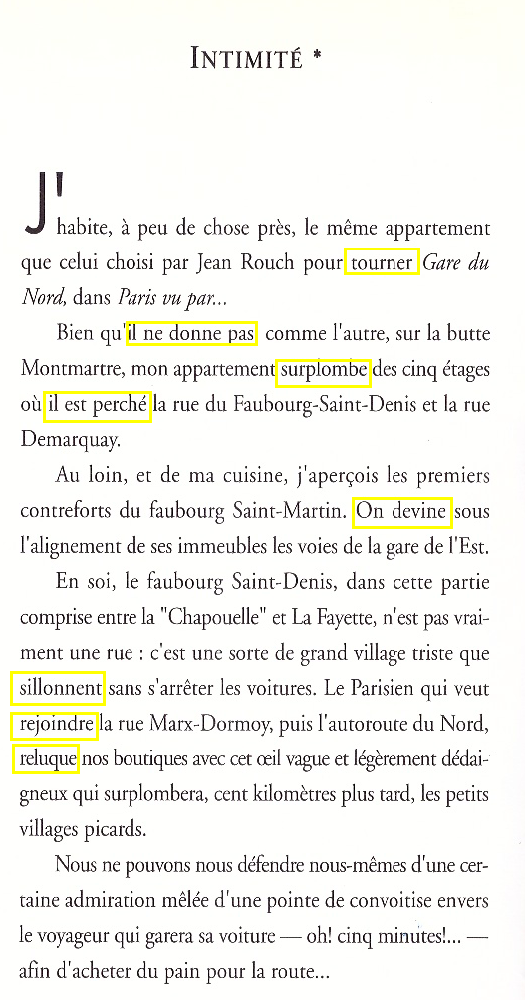 INTIMITÉ *
J'
habite, à peu de chose près, le même appartement
que celui choisi par Jean Rouch pour tourner Gare du
Nord, dans Paris vu par...
Bien qu'il ne donne pas comme l'autre, sur la butte
Montmartre, mon appartement surplombe des cinq étages
où il est perché la rue du Faubourg-Saint-Denis et la rue
Demarquay.
Au loin, et de ma cuisine, j'aperçois les premiers
contreforts du faubourg Saint-Martin. On devine sous
l'alignement de ses immeubles les voies de la gare de l'Est.
En soi, le faubourg Saint-Denis, dans cette partie
comprise entre la "Chapouelle" et La Fayette, n'est pas vrai-
ment une rue : c'est une sorte de grand village triste que
sillonnent sans s'arrêter les voitures. Le Parisien qui veut
rejoindre la rue Marx-Dormoy, puis l'autoroute du Nord,
reluque nos boutiques avec cet œil vague et légèrement dédai-
gneux qui surplombera, cent kilomètres plus tard, les petits
villages picards.
Nous ne pouvons nous défendre nous-mêmes d'une cer-
taine admiration mêlée d'une pointe de convoitise envers
le voyageur qui garera sa voiture — oh! cinq minutes!... —
afin d'acheter du pain pour la route...